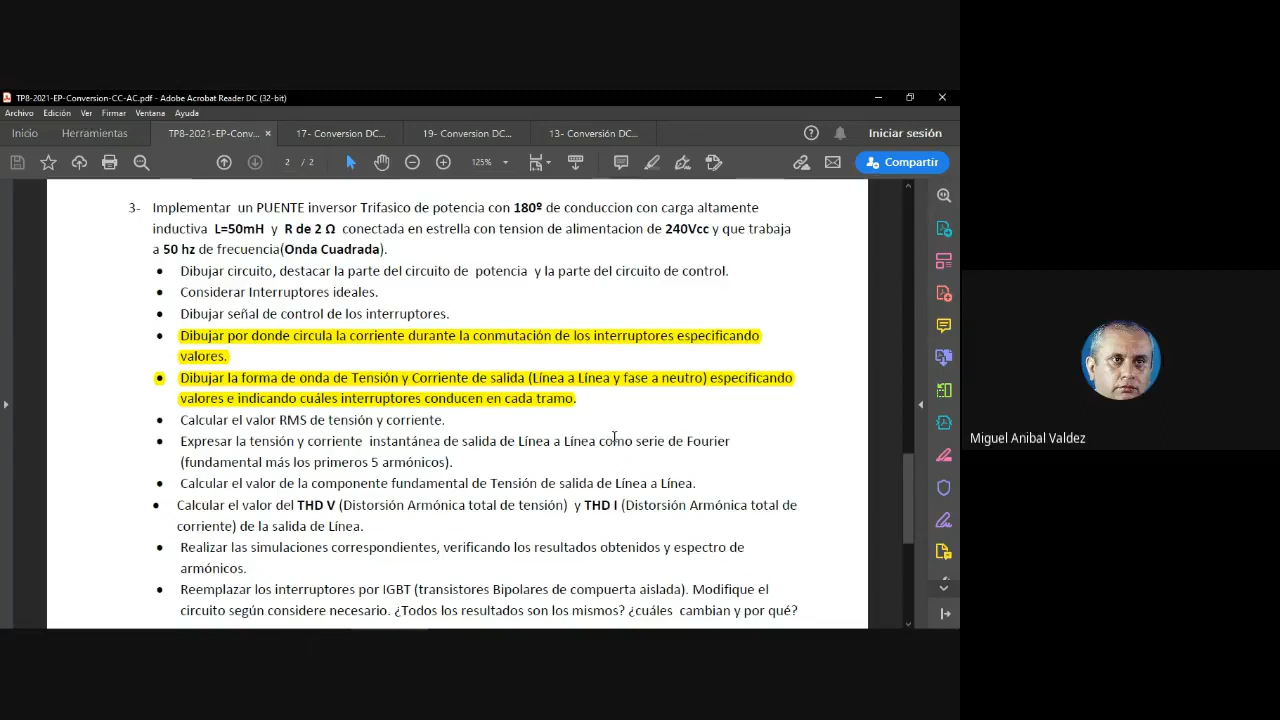 TP8-2021-EP-Conversion-CC-AC.pdf - Adobe Acrobat Reader DC (32-bit)
Archivo Edición Ver Firmar Ventana Ayuda
Inicio Herramientas TP8-2021-EP-Conv... × 17- Conversion DC... 19- Conversion DC... 13- Conversión DC... Iniciar sesión
2 / 2 125% Compartir
3- Implementar un PUENTE inversor Trifasico de potencia con 180º de conduccion con carga altamente
inductiva L=50mH y R de 2 Ω conectada en estrella con tension de alimentacion de 240Vcc y que trabaja
a 50 hz de frecuencia(Onda Cuadrada).
• Dibujar circuito, destacar la parte del circuito de potencia y la parte del circuito de control.
• Considerar Interruptores ideales.
• Dibujar señal de control de los interruptores.
• Dibujar por donde circula la corriente durante la conmutación de los interruptores especificando
valores.
• Dibujar la forma de onda de Tensión y Corriente de salida (Línea a Línea y fase a neutro) especificando
valores e indicando cuáles interruptores conducen en cada tramo.
• Calcular el valor RMS de tensión y corriente.
• Expresar la tensión y corriente instantánea de salida de Línea a Línea como serie de Fourier
(fundamental más los primeros 5 armónicos).
• Calcular el valor de la componente fundamental de Tensión de salida de Línea a Línea.
• Calcular el valor del THD V (Distorsión Armónica total de tensión) y THD I (Distorsión Armónica total de
corriente) de la salida de Línea.
• Realizar las simulaciones correspondientes, verificando los resultados obtenidos y espectro de
armónicos.
• Reemplazar los interruptores por IGBT (transistores Bipolares de compuerta aislada). Modifique el
circuito según considere necesario. ¿Todos los resultados son los mismos? ¿cuáles cambian y por qué?
Miguel Anibal Valdez